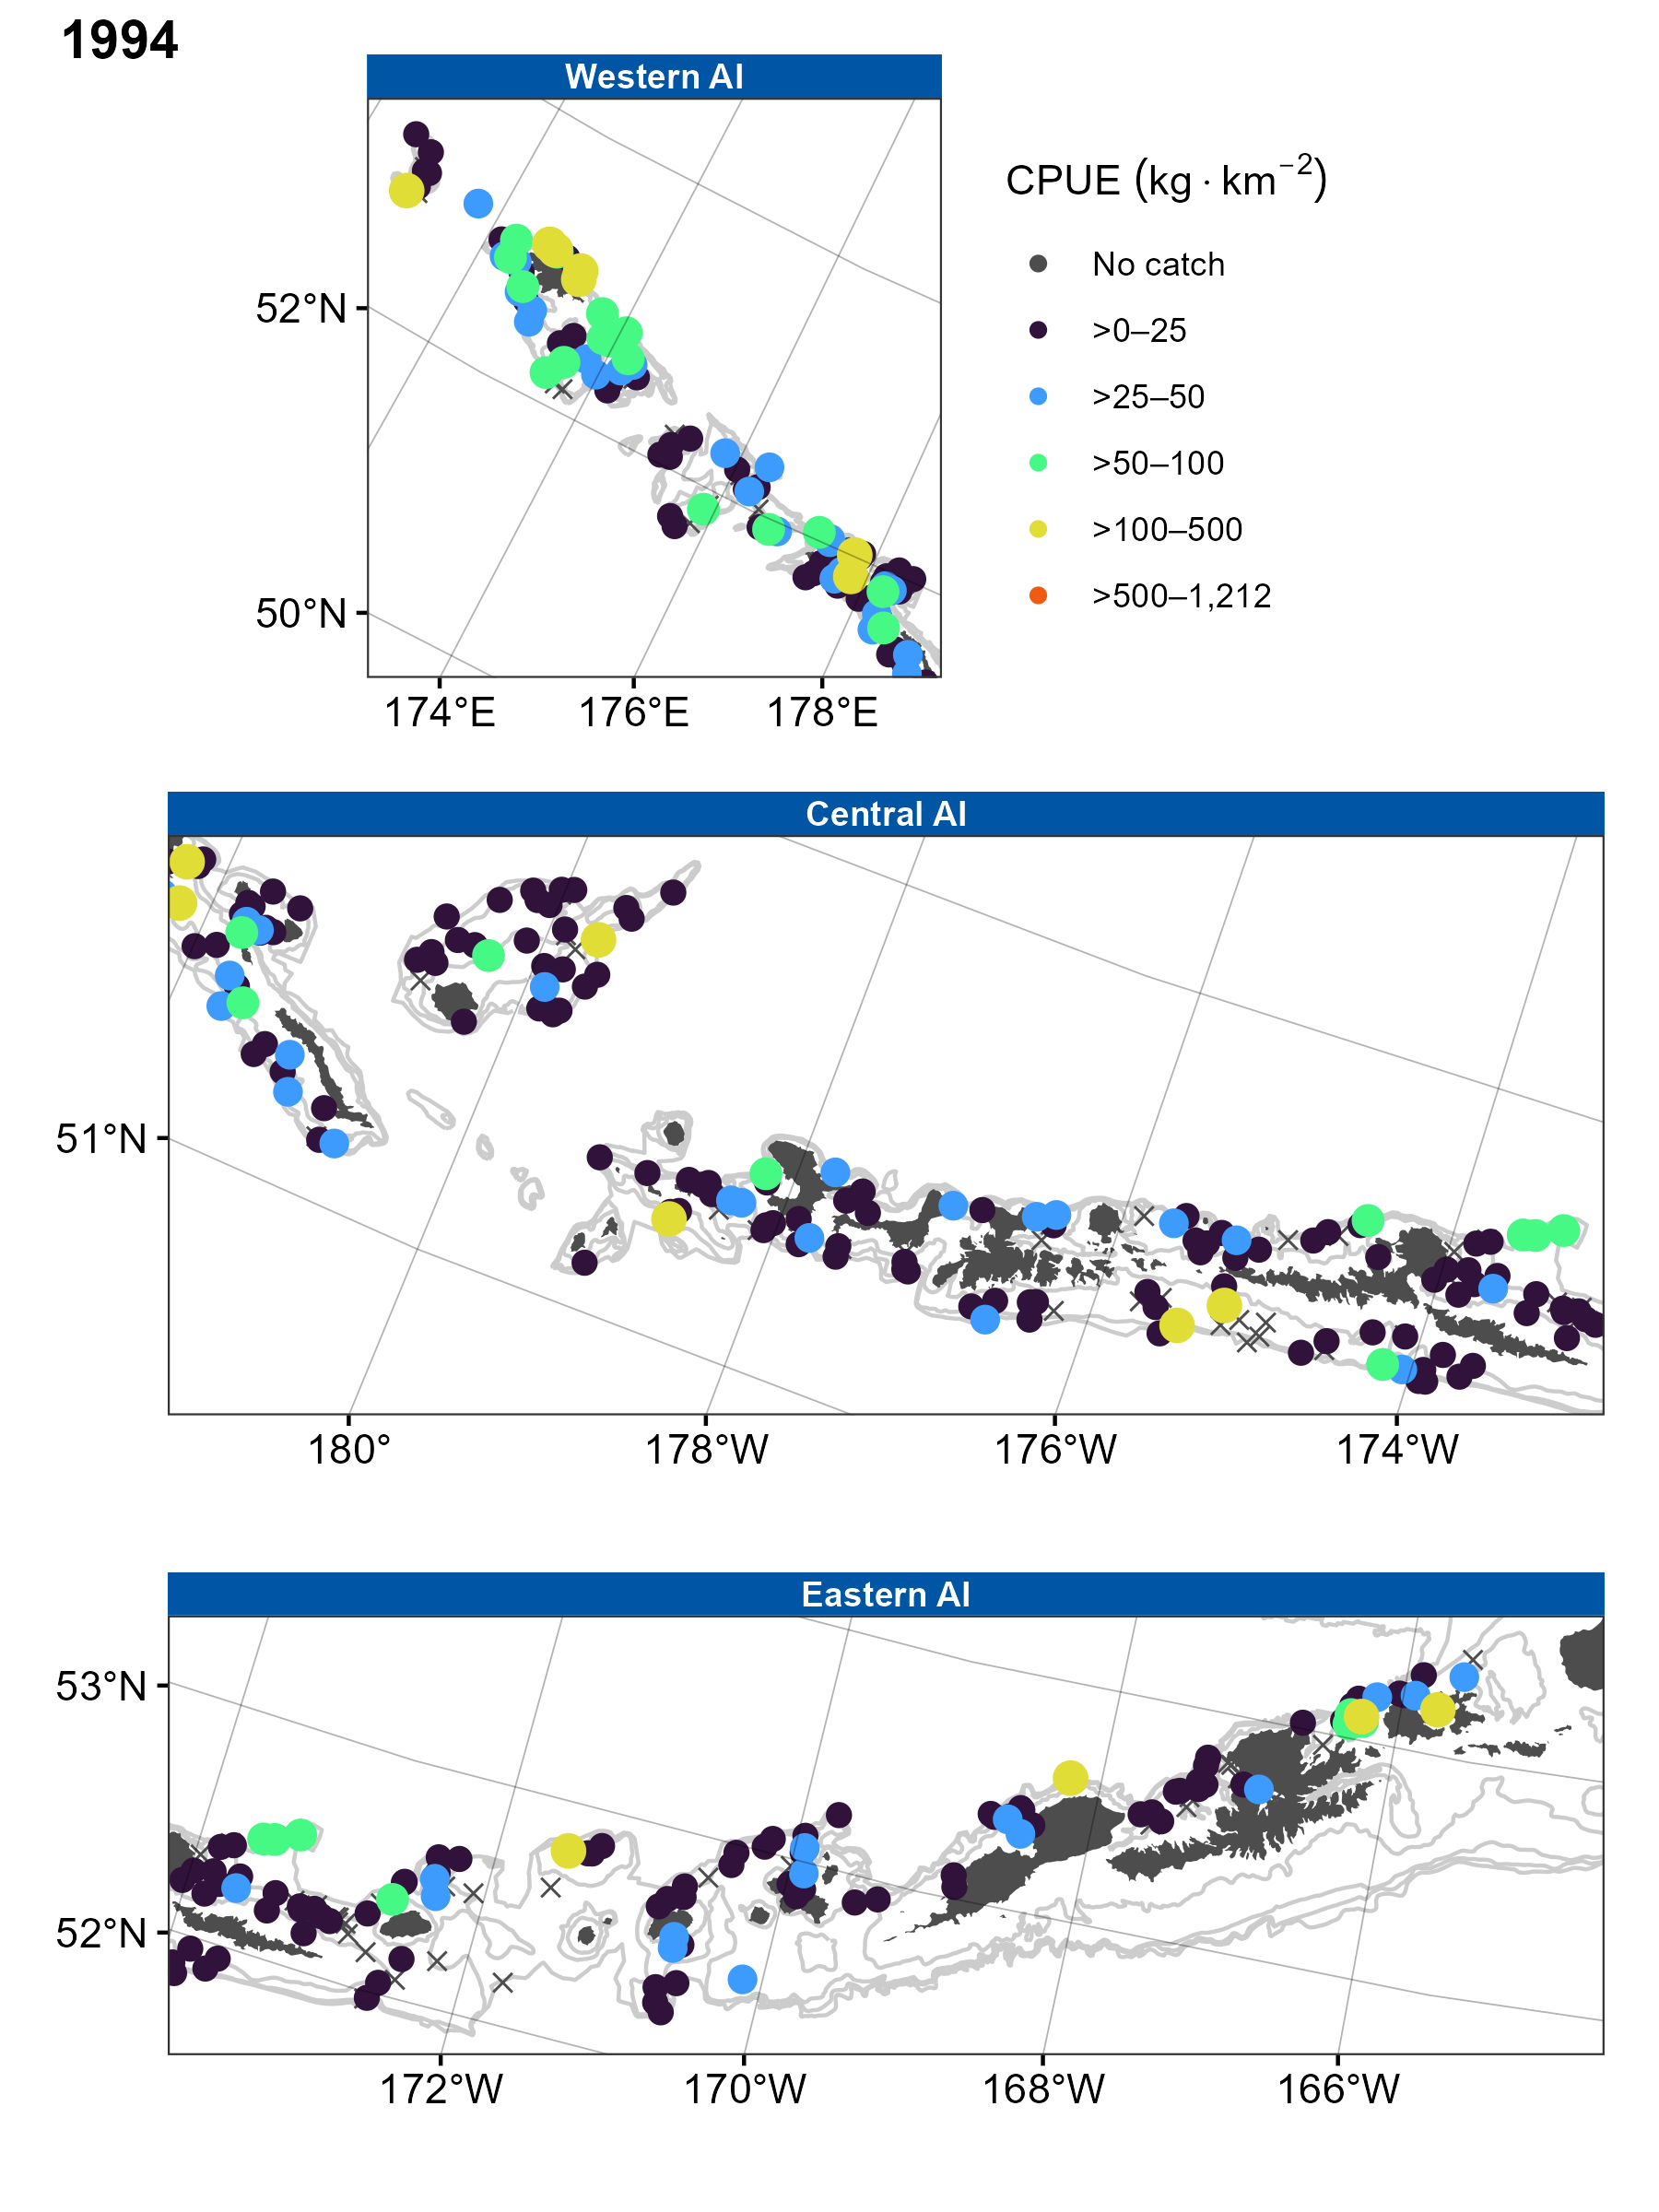 1994
Western AI
CPUE (kg · km⁻²)
No catch
>0–25
>25–50
>50–100
>100–500
>500–1,212
52°N
50°N
174°E 176°E 178°E
Central AI
51°N
180° 178°W 176°W 174°W
Eastern AI
53°N
52°N
172°W 170°W 168°W 166°W